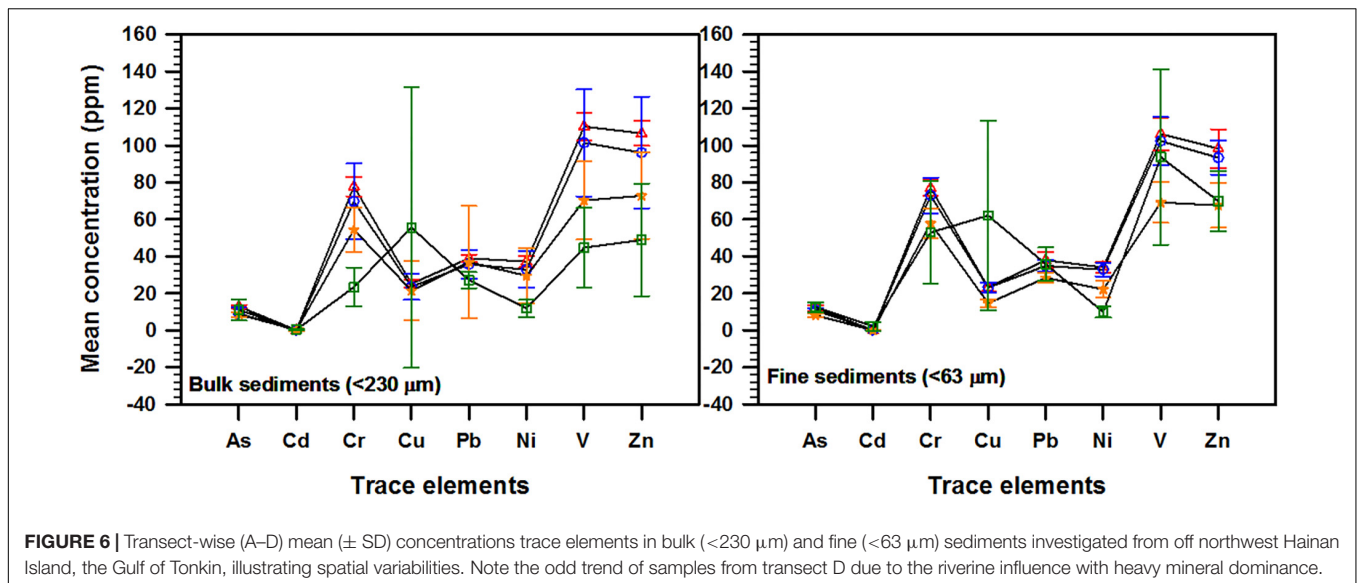 160
140
120
100
80
60
40
20
0
-20
-40
Mean concentration (ppm)
Bulk sediments (<230 μm)
As Cd Cr Cu Pb Ni V Zn
Trace elements
160
140
120
100
80
60
40
20
0
-20
-40
Fine sediments (<63 μm)
As Cd Cr Cu Pb Ni V Zn
Trace elements
FIGURE 6 | Transect-wise (A–D) mean (± SD) concentrations trace elements in bulk (<230 μm) and fine (<63 μm) sediments investigated from off northwest Hainan
Island, the Gulf of Tonkin, illustrating spatial variabilities. Note the odd trend of samples from transect D due to the riverine influence with heavy mineral dominance.